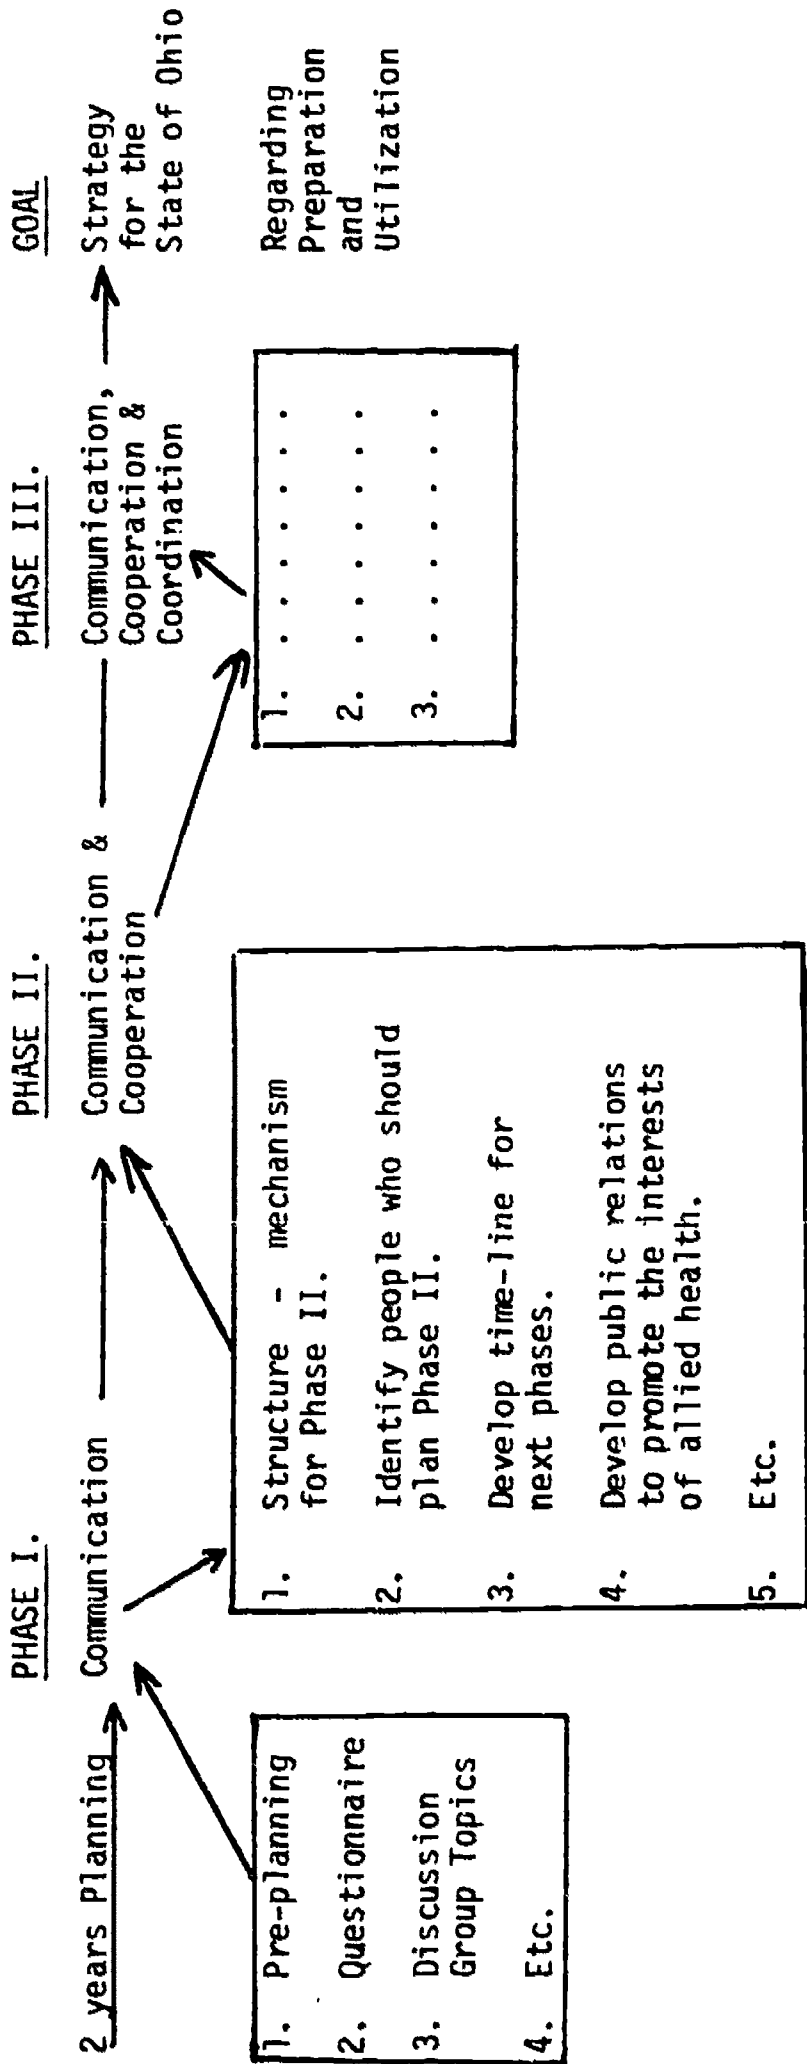 2 years Planning
1. Pre-planning
2. Questionnaire
3. Discussion
Group Topics
4. Etc.
PHASE I.
Communication
1. Structure - mechanism
for Phase II.
2. Identify people who should
plan Phase II.
3. Develop time-line for
next phases.
4. Develop public relations
to promote the interests
of allied health.
5. Etc.
PHASE II.
Communication &
Cooperation
1. . . . . . . .
2. . . . . . . .
3. . . . . . . .
PHASE III.
Communication,
Cooperation &
Coordination
GOAL
Strategy
for the
State of Ohio
Regarding
Preparation
and
Utilization